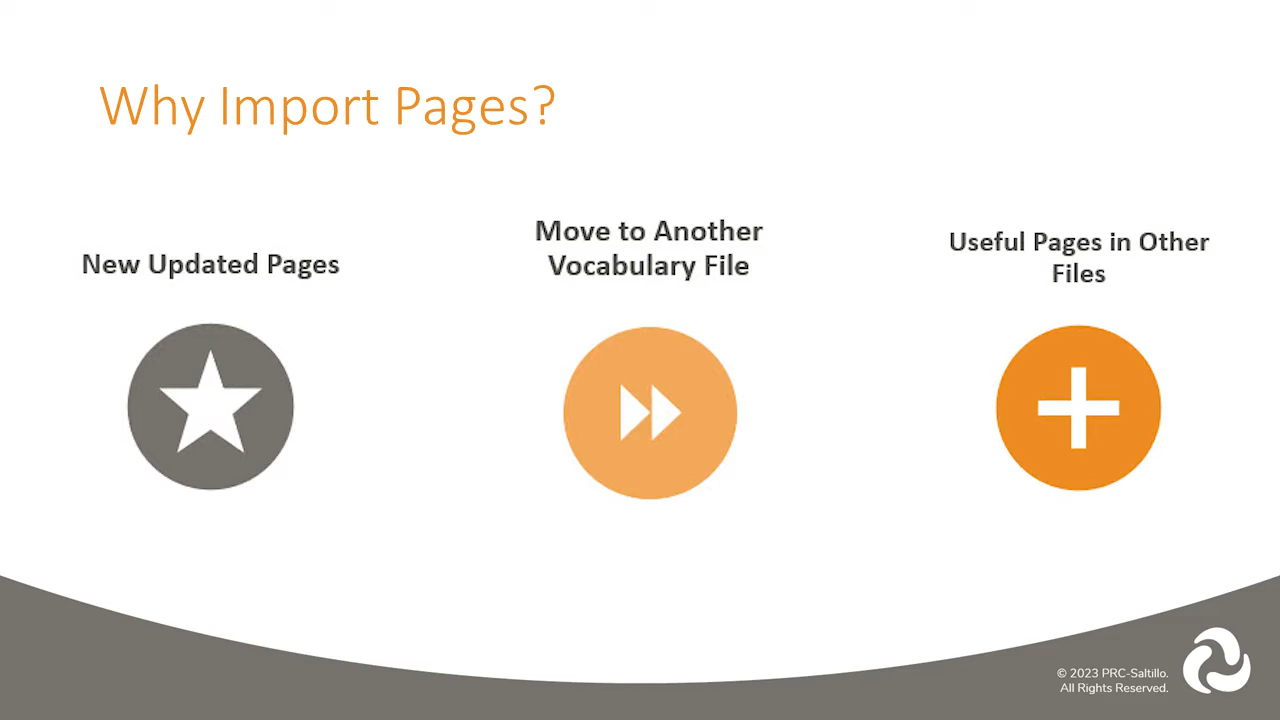 Why Import Pages?
New Updated Pages
Move to Another
Vocabulary File
Useful Pages in Other
Files
© 2023 PRC-Saltillo.
All Rights Reserved.